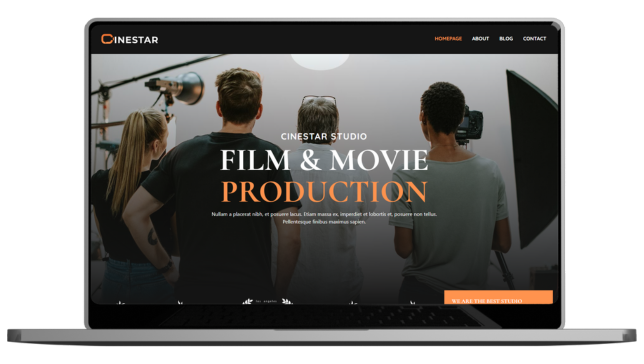 CINESTAR
HOMEPAGE ABOUT BLOG CONTACT
CINESTAR STUDIO
FILM & MOVIE
PRODUCTION
Nullam a placerat nibh, et posuere lacus. Etiam massa ex, imperdiet et lobortis et, posuere non tellus.
Pellentesque finibus maximus sapien.
WE ARE THE BEST STUDIO